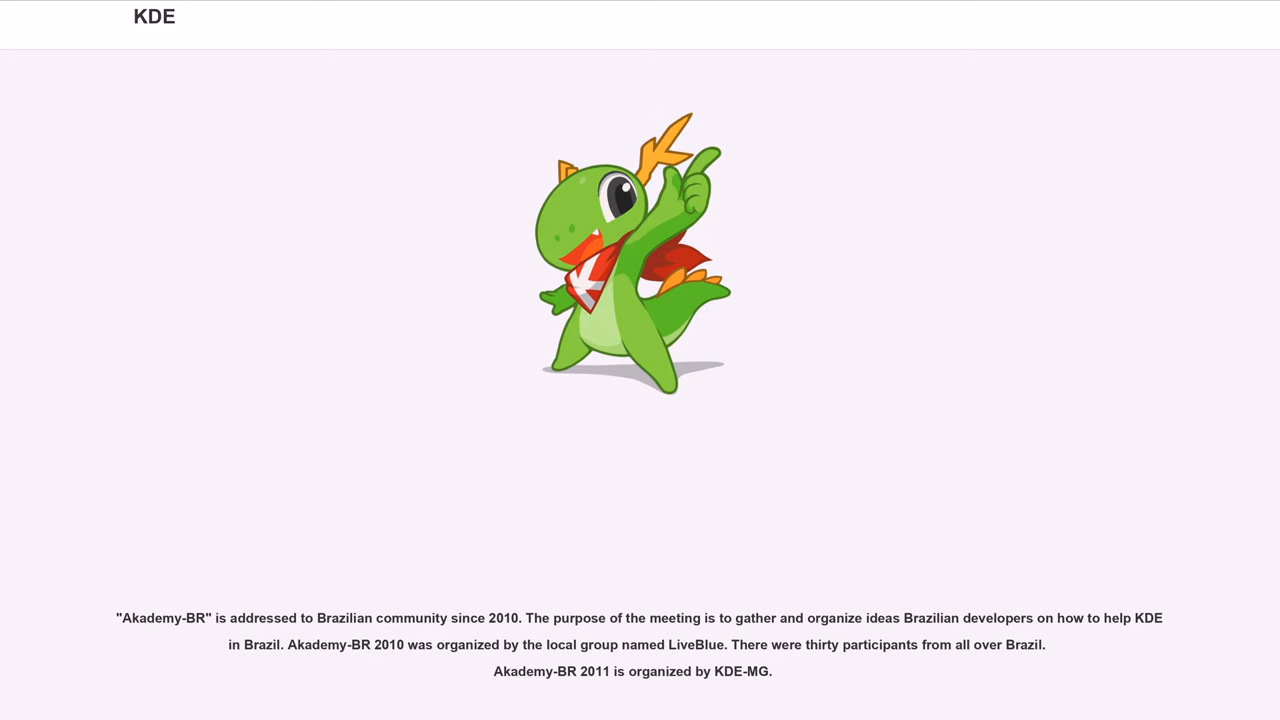 KDE
"Akademy-BR" is addressed to Brazilian community since 2010. The purpose of the meeting is to gather and organize ideas Brazilian developers on how to help KDE
in Brazil. Akademy-BR 2010 was organized by the local group named LiveBlue. There were thirty participants from all over Brazil.
Akademy-BR 2011 is organized by KDE-MG.